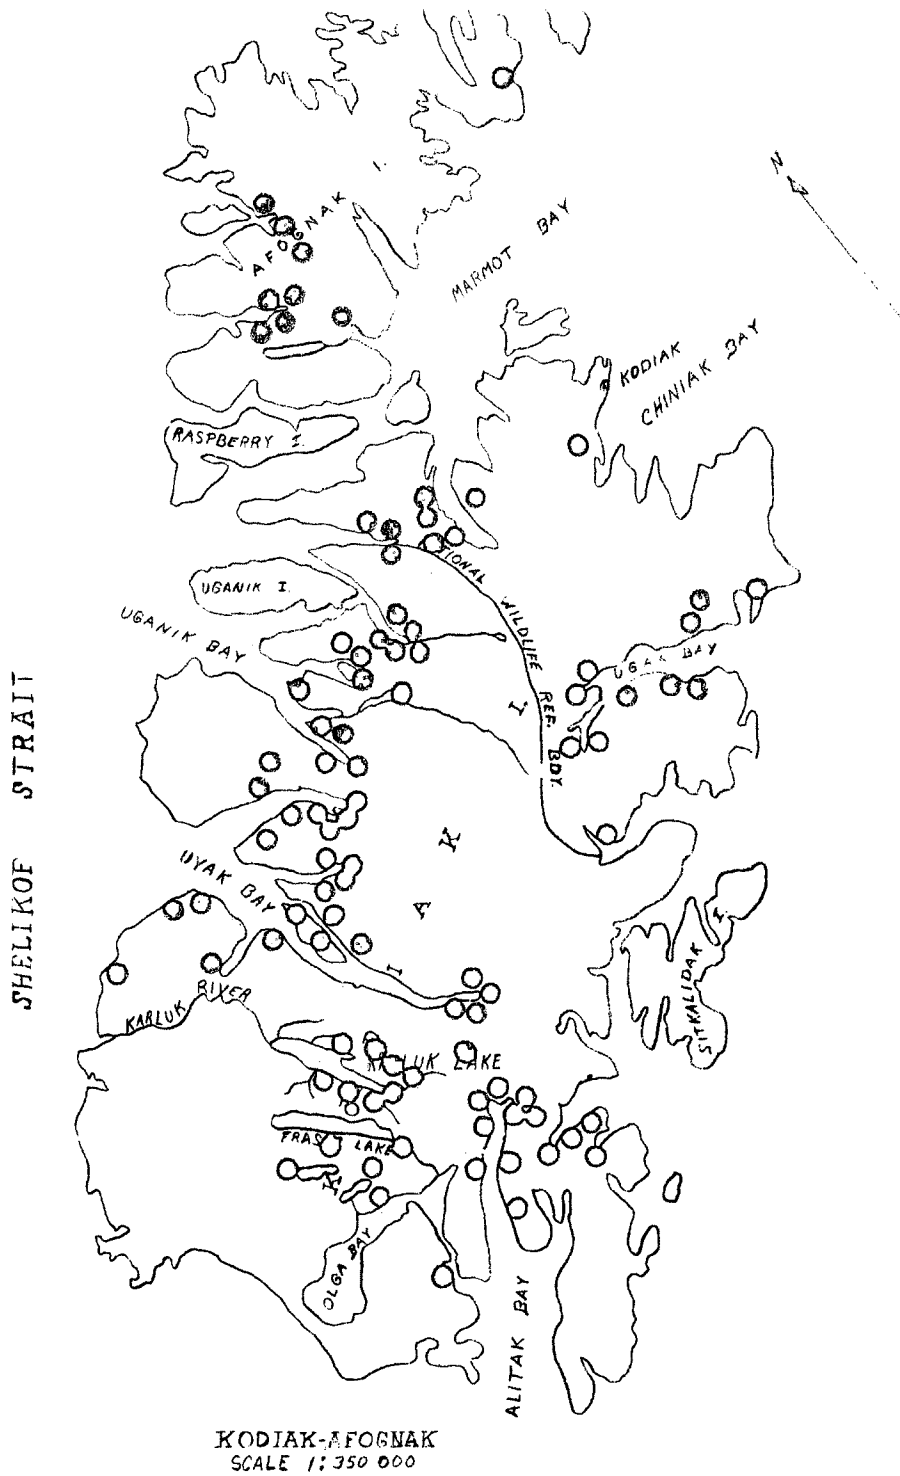 N
AFOGNAK
I.
MARMOT BAY
KODIAK
CHINIAK BAY
RASPBERRY I.
UGANIK I.
UGANIK BAY
TIONAL WILDLIFE REF. BDY.
UGAK BAY
I.
SHELIKOF STRAIT
K
A
I
K
UYAK BAY
SITKALIDAK I
KARLUK RIVER
KARLUK LAKE
LAKE
OLGA BAY
ALITAK BAY
KODIAK-AFOGNAK
SCALE 1:350 000